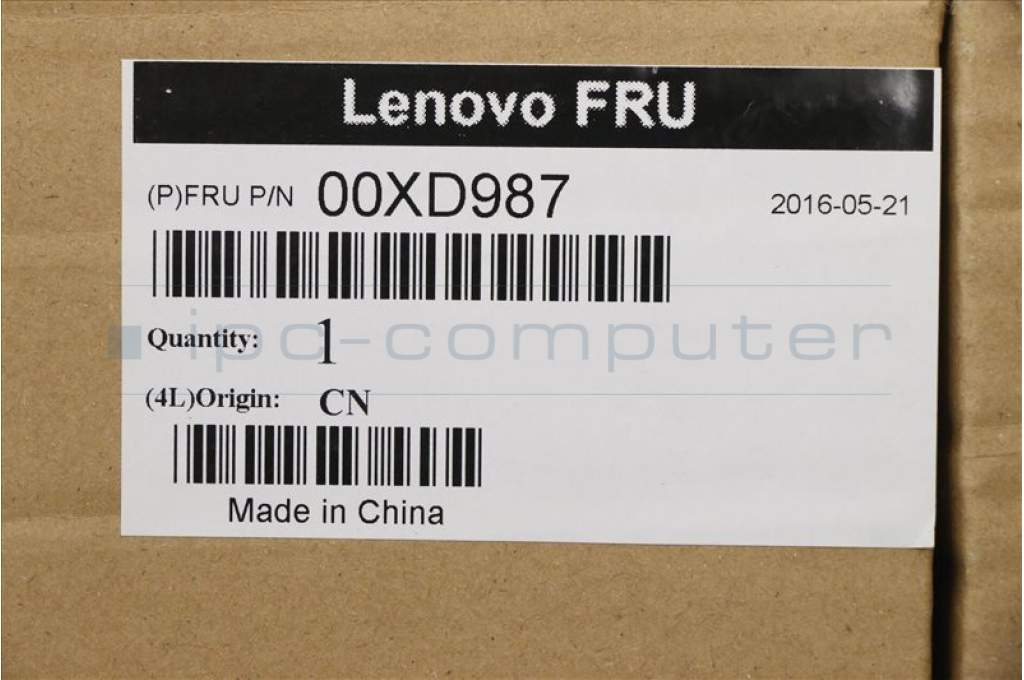 Lenovo FRU
(P)FRU P/N 00XD987 2016-05-21
ipc-computer
Quantity: 1
(4L)Origin: CN
Made in China